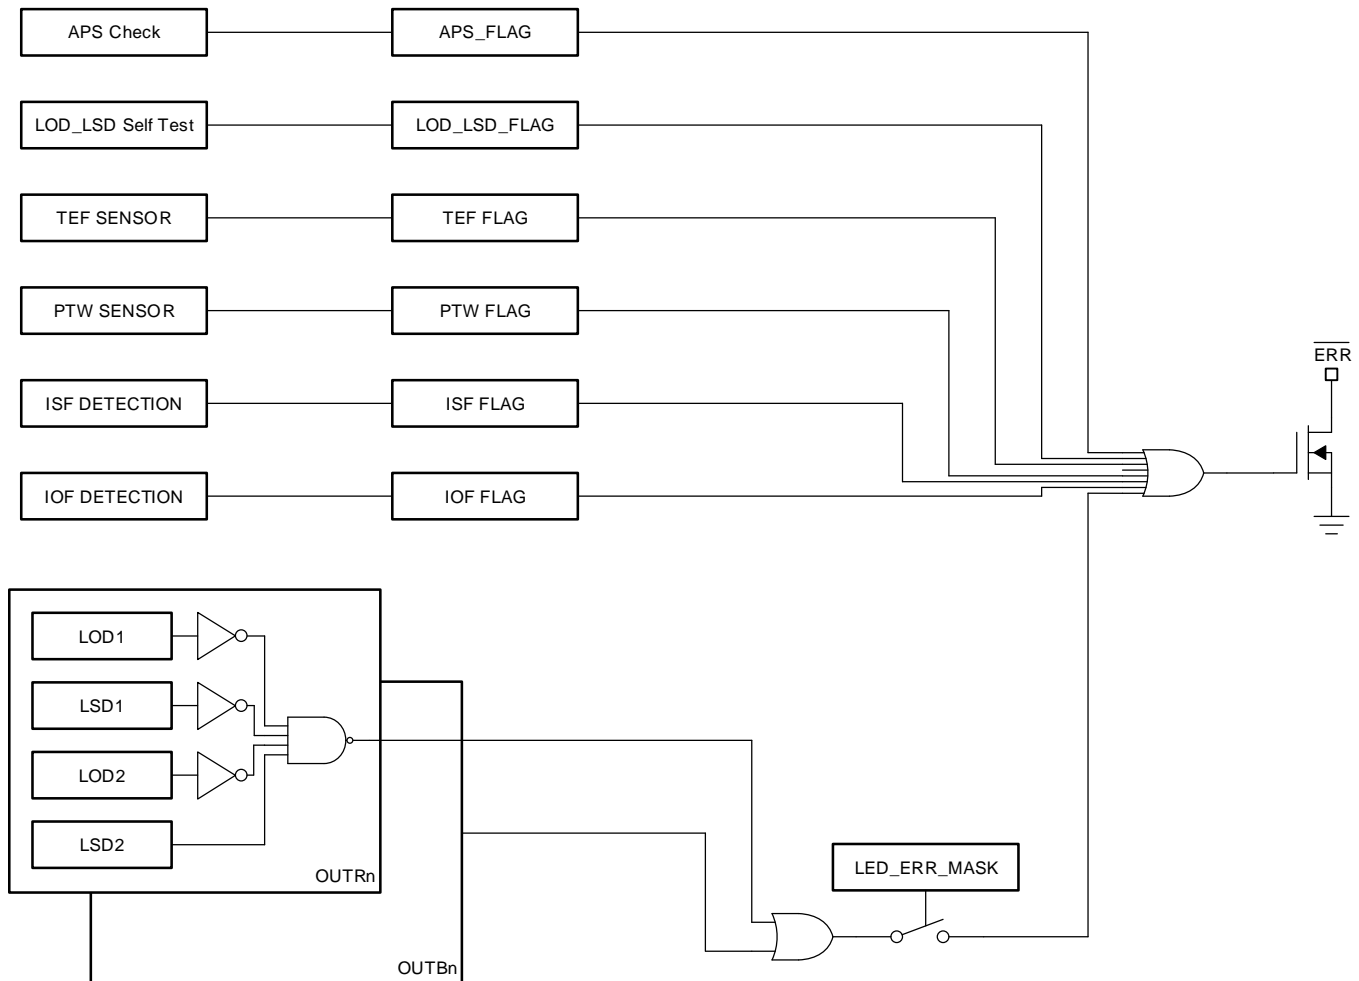 APS Check
APS_FLAG
LOD_LSD Self Test
LOD_LSD_FLAG
TEF SENSOR
TEF FLAG
PTW SENSOR
PTW FLAG
ERR
ISF DETECTION
ISF FLAG
IOF DETECTION
IOF FLAG
LOD1
LSD1
LOD2
LSD2
OUTRn
LED_ERR_MASK
OUTBn